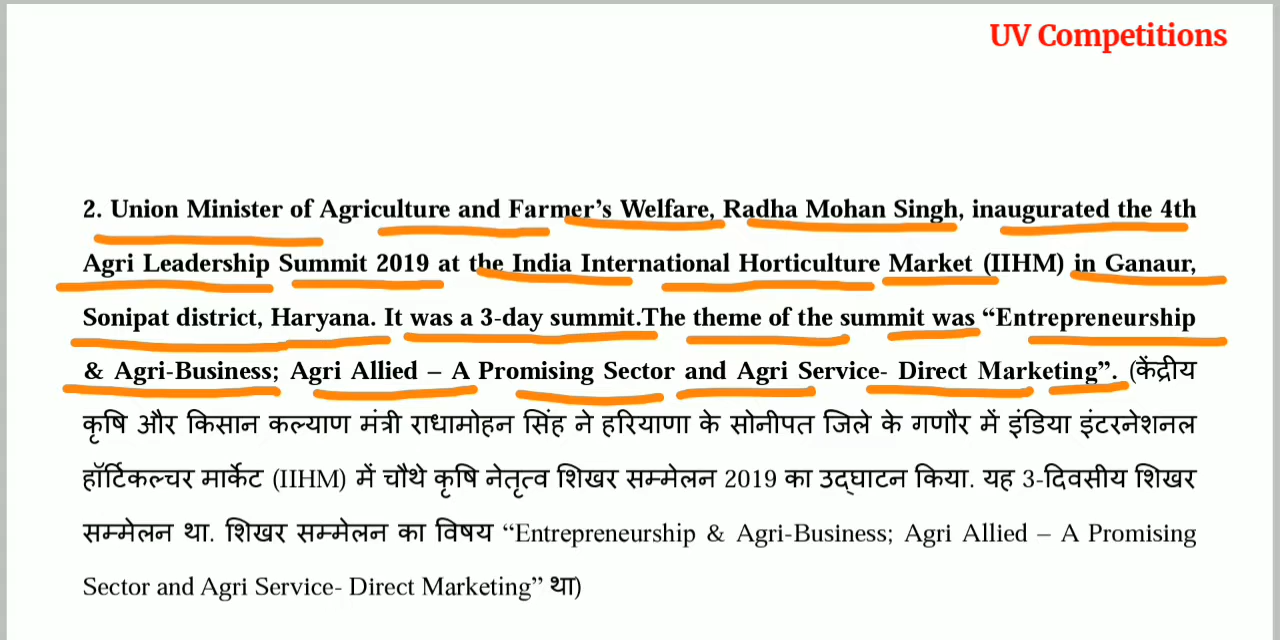 UV Competitions
2. Union Minister of Agriculture and Farmer’s Welfare, Radha Mohan Singh, inaugurated the 4th
Agri Leadership Summit 2019 at the India International Horticulture Market (IIHM) in Ganaur,
Sonipat district, Haryana. It was a 3-day summit.The theme of the summit was “Entrepreneurship
& Agri-Business; Agri Allied – A Promising Sector and Agri Service- Direct Marketing”. (केंद्रीय
कृषि और किसान कल्याण मंत्री राधामोहन सिंह ने हरियाणा के सोनीपत जिले के गणौर में इंडिया इंटरनेशनल
हॉर्टिकल्चर मार्केट (IIHM) में चौथे कृषि नेतृत्व शिखर सम्मेलन 2019 का उद्घाटन किया. यह 3-दिवसीय शिखर
सम्मेलन था. शिखर सम्मेलन का विषय “Entrepreneurship & Agri-Business; Agri Allied – A Promising
Sector and Agri Service- Direct Marketing” था)